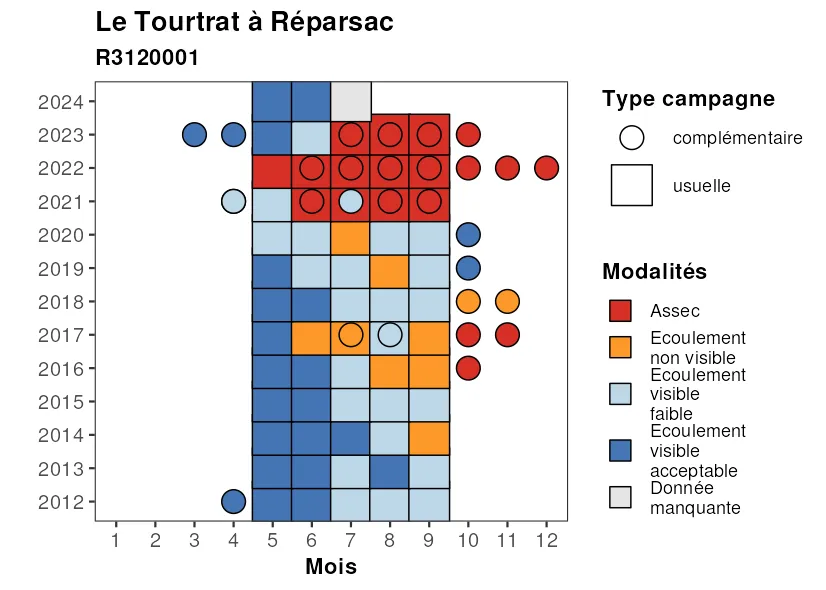 Le Tourtrat à Réparsac
R3120001
2024
2023
2022
2021
2020
2019
2018
2017
2016
2015
2014
2013
2012
1 2 3 4 5 6 7 8 9 10 11 12
Mois
Type campagne
complémentaire
usuelle
Modalités
Assec
Ecoulement
non visible
Ecoulement
visible
faible
Ecoulement
visible
acceptable
Donnée
manquante